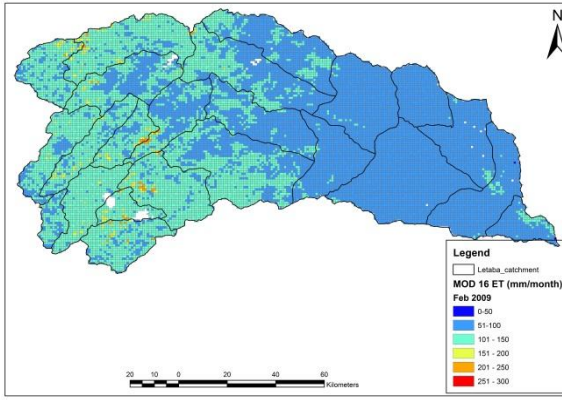 N
Legend
Letaba_catchment
MOD 16 ET (mm/month)
Feb 2009
0-50
51-100
101 - 150
151 - 200
201 - 250
251 - 300
20 10 0 20 40 60
Kilometers